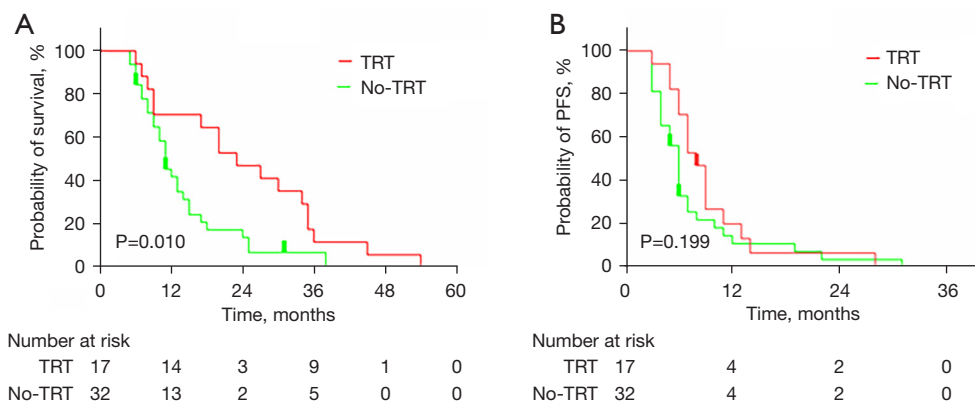 A
Probability of survival, %
100
80
60
40
20
0
TRT
No-TRT
P=0.010
0 12 24 36 48 60
Time, months
Number at risk
TRT 17 14 3 9 1 0
No-TRT 32 13 2 5 0 0
B
Probability of PFS, %
100
80
60
40
20
0
TRT
No-TRT
P=0.199
0 12 24 36
Time, months
Number at risk
TRT 17 4 2 0
No-TRT 32 4 2 0